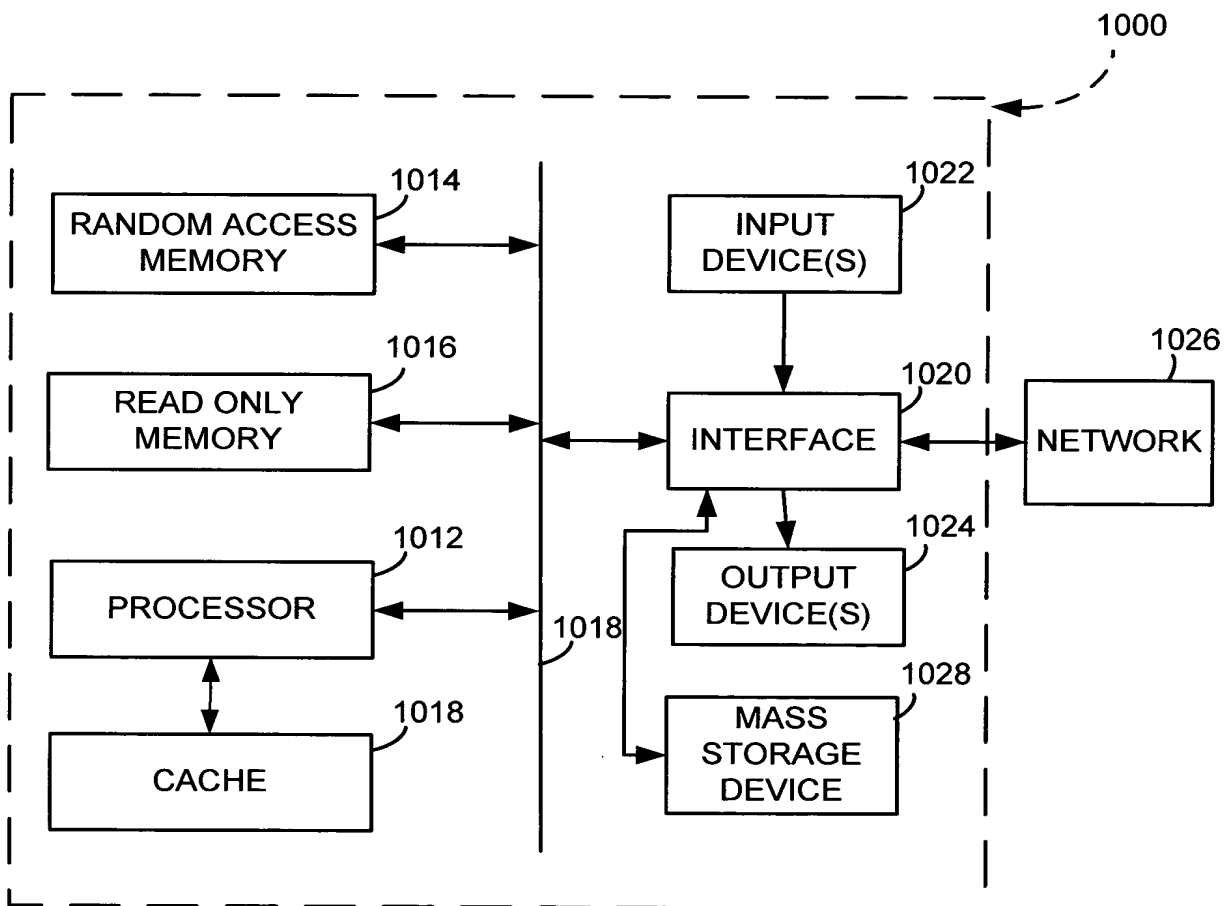 1000
1014
RANDOM ACCESS
MEMORY
1022
INPUT
DEVICE(S)
1016
READ ONLY
MEMORY
1020
INTERFACE
1026
NETWORK
1012
PROCESSOR
1024
OUTPUT
DEVICE(S)
1018
1018
CACHE
1028
MASS
STORAGE
DEVICE